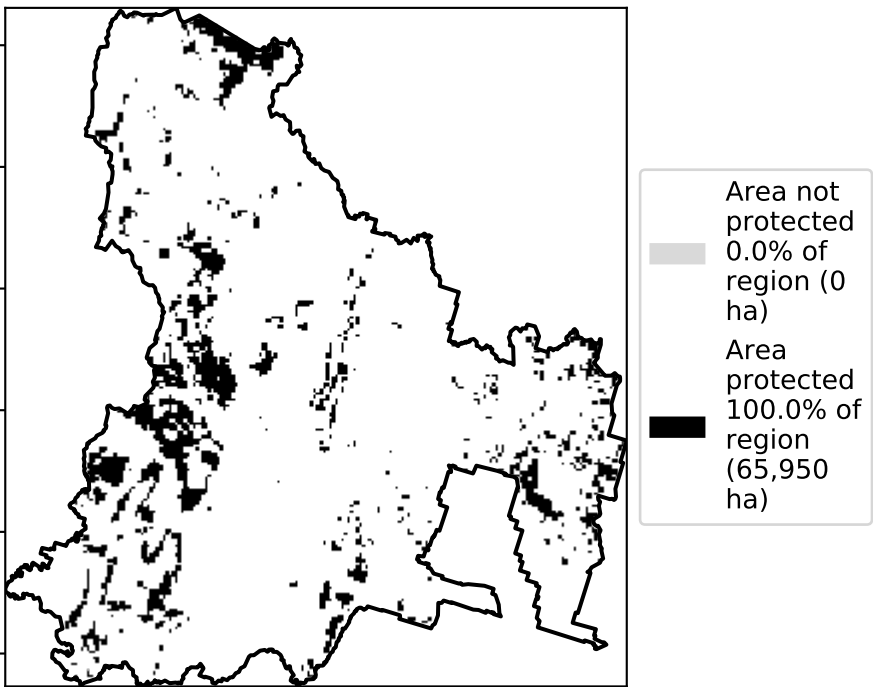 Area not
protected
0.0% of
region (0
ha)
Area
protected
100.0% of
region
(65,950
ha)